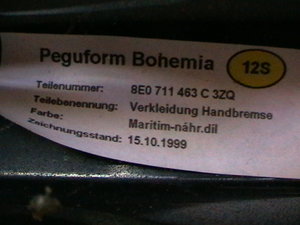 Peguform Bohemia 12S
Teilenummer: 8E0 711 463 C 3ZQ
Teilebenennung: Verkleidung Handbremse
Farbe: Maritim-nähr.dil
Zeichnungsstand: 15.10.1999